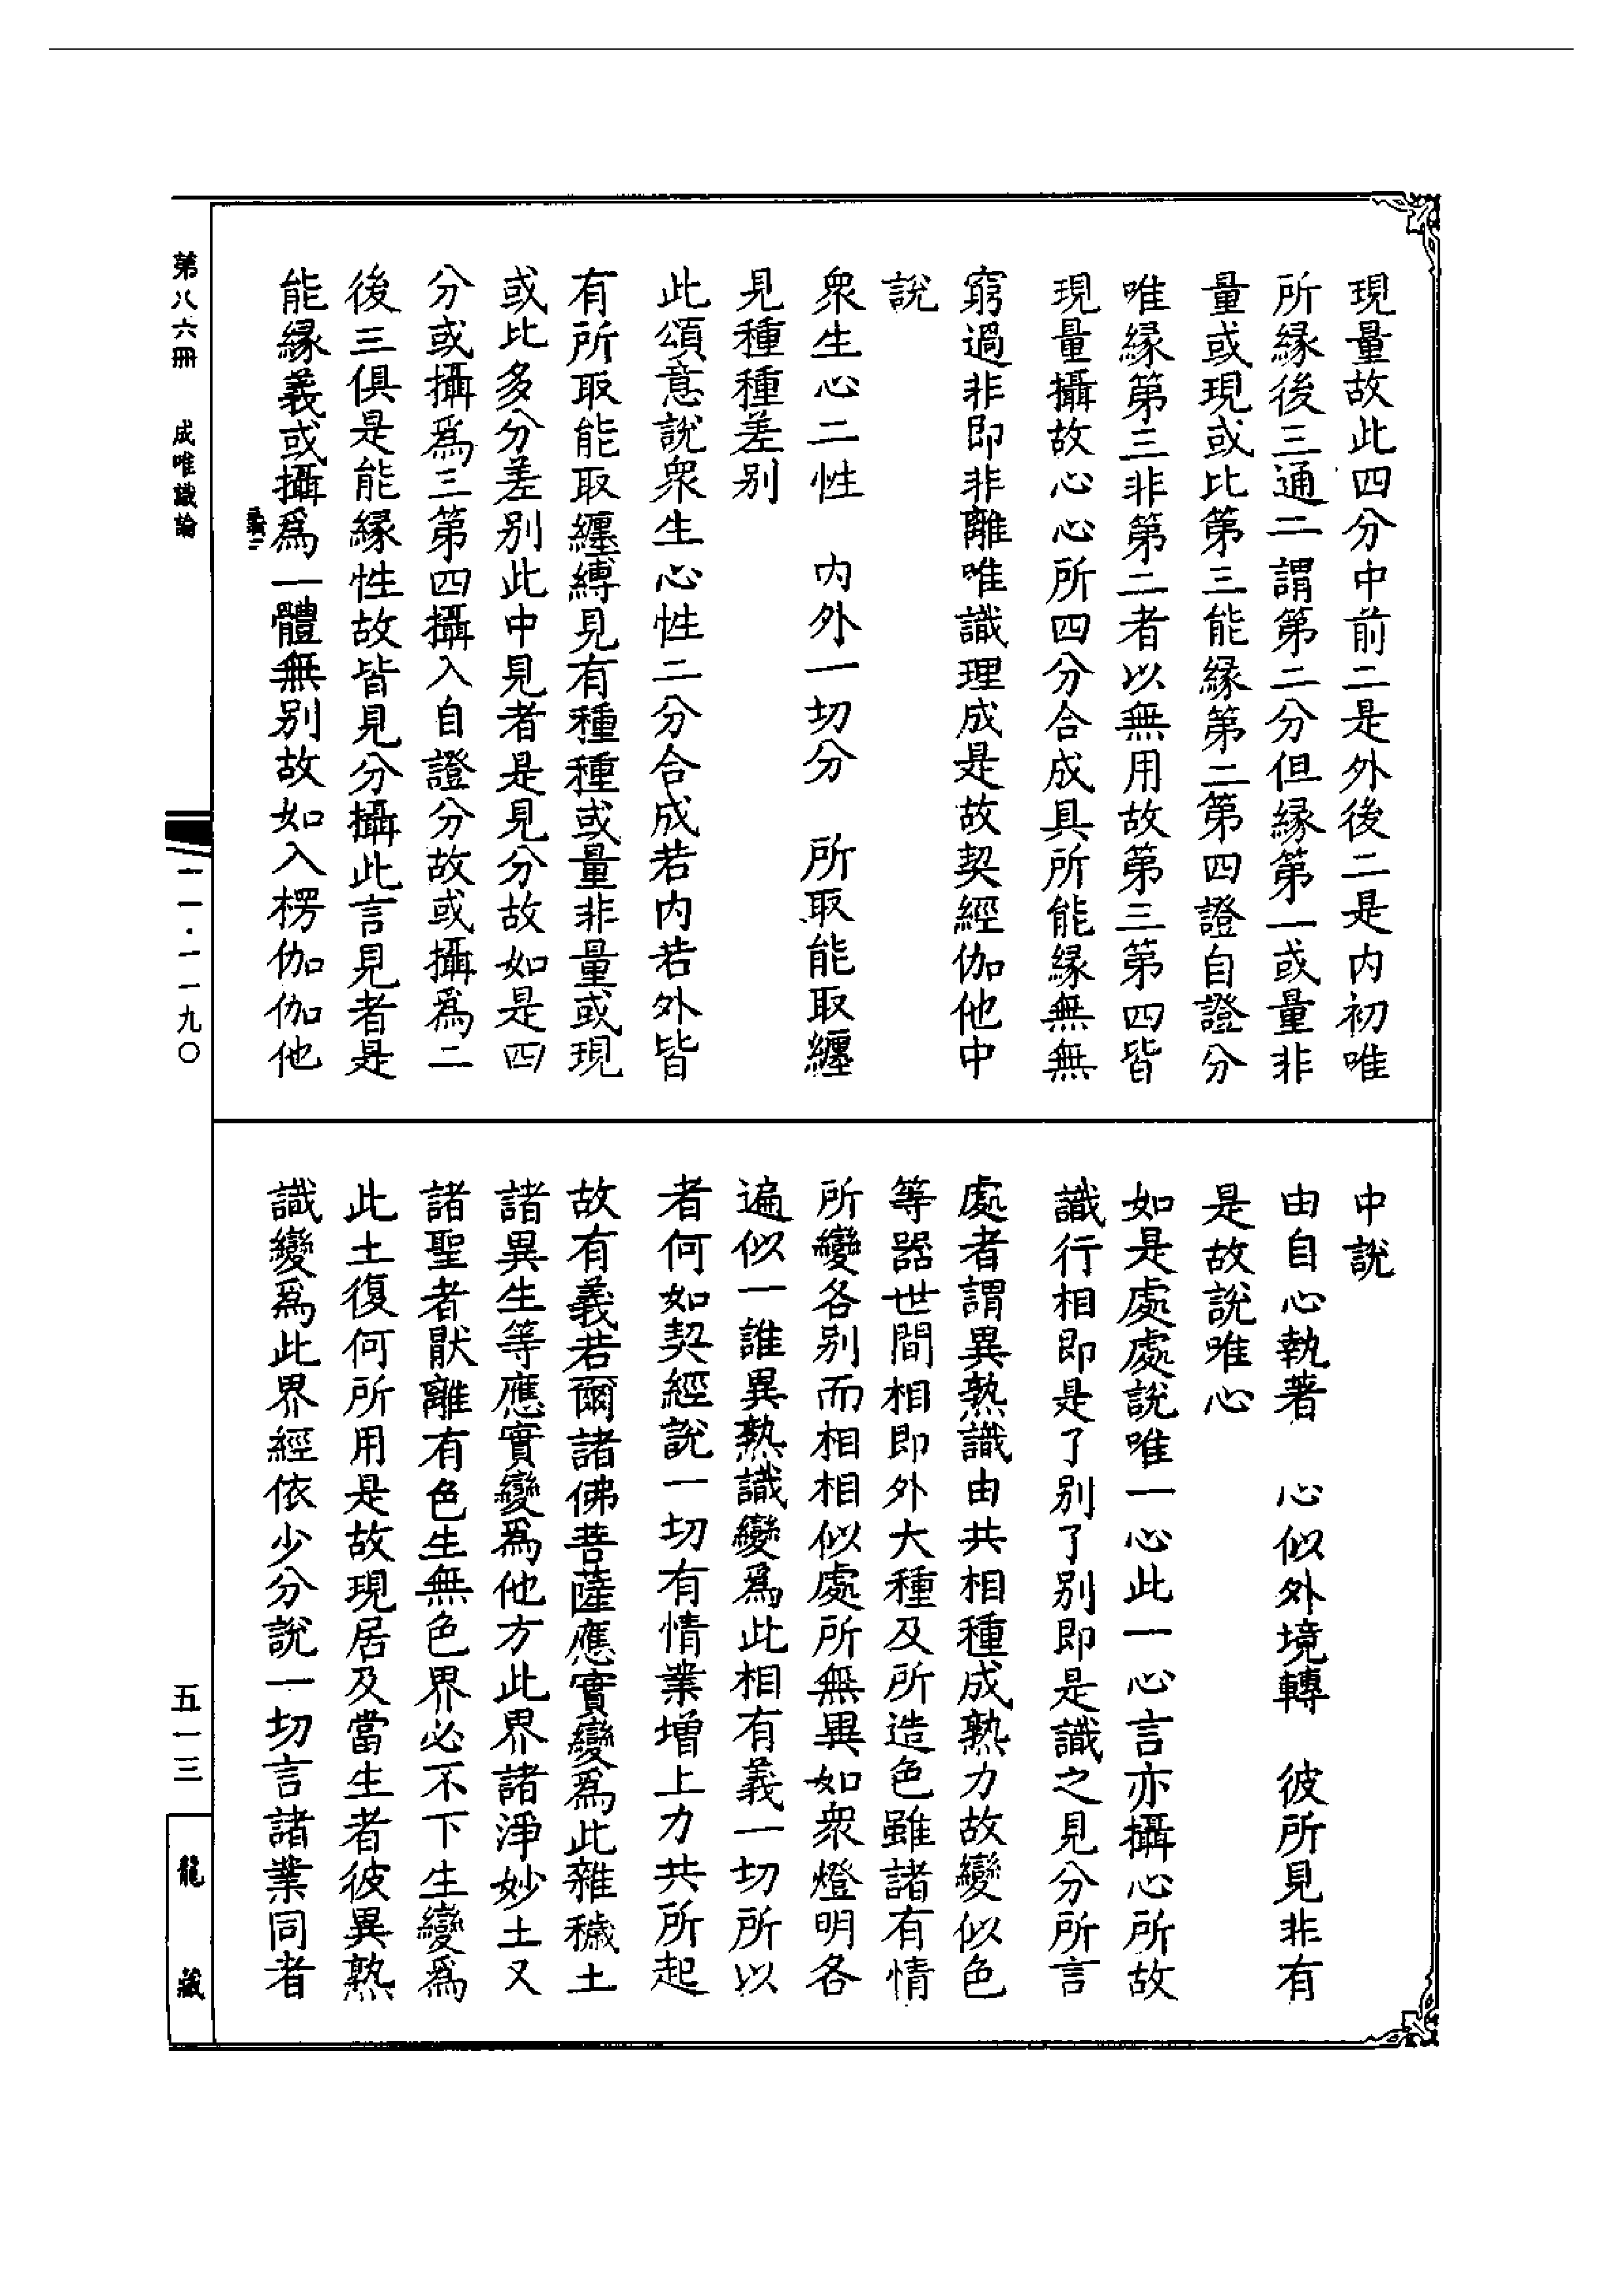 現量故此四分中前二是外後二是内初唯
所縁後三通二謂第二分但縁第一或量非
量或現或比第三能縁第二第四證自證分
唯縁第三非第二者以無用故第三第四皆
現量攝故心心所四分合成具所能縁無無
窮過非即非離唯識理成是故契經伽他中
說
衆生心二性　内外一切分　所取能取纏
見種種差别
此頌意說衆生心性二分合成若内若外皆
有所取能取纏縛見有種種或量非量或現
或比多分差别此中見者是見分故如是四
分或攝爲三第四攝入自證分故或攝爲二
後三俱是能縁性故皆見分攝此言見者是
能縁義或攝爲一體無别故如入楞伽伽他
中說
由自心執著　心似外境轉　彼所見非有
是故說唯心
如是處處說唯一心此一心言亦攝心所故
識行相即是了别了别即是識之見分所言
處者謂異熟識由共相種成熟力故變似色
等器世間相即外大種及所造色雖諸有情
所變各别而相相似處所無異如衆燈明各
遍似一誰異熟識變爲此相有義一切所以
者何如契經說一切有情業增上力共所起
故有義若爾諸佛菩薩應實變爲此雜穢土
諸異生等應實變爲他方此界諸淨妙土又
諸聖者猒離有色生無色界必不下生變爲
此土復何所用是故現居及當生者彼異熟
識變爲此界經依少分說一切言諸業同者
第八六冊　成唯識論
一一·一一九〇
五一三
龍藏